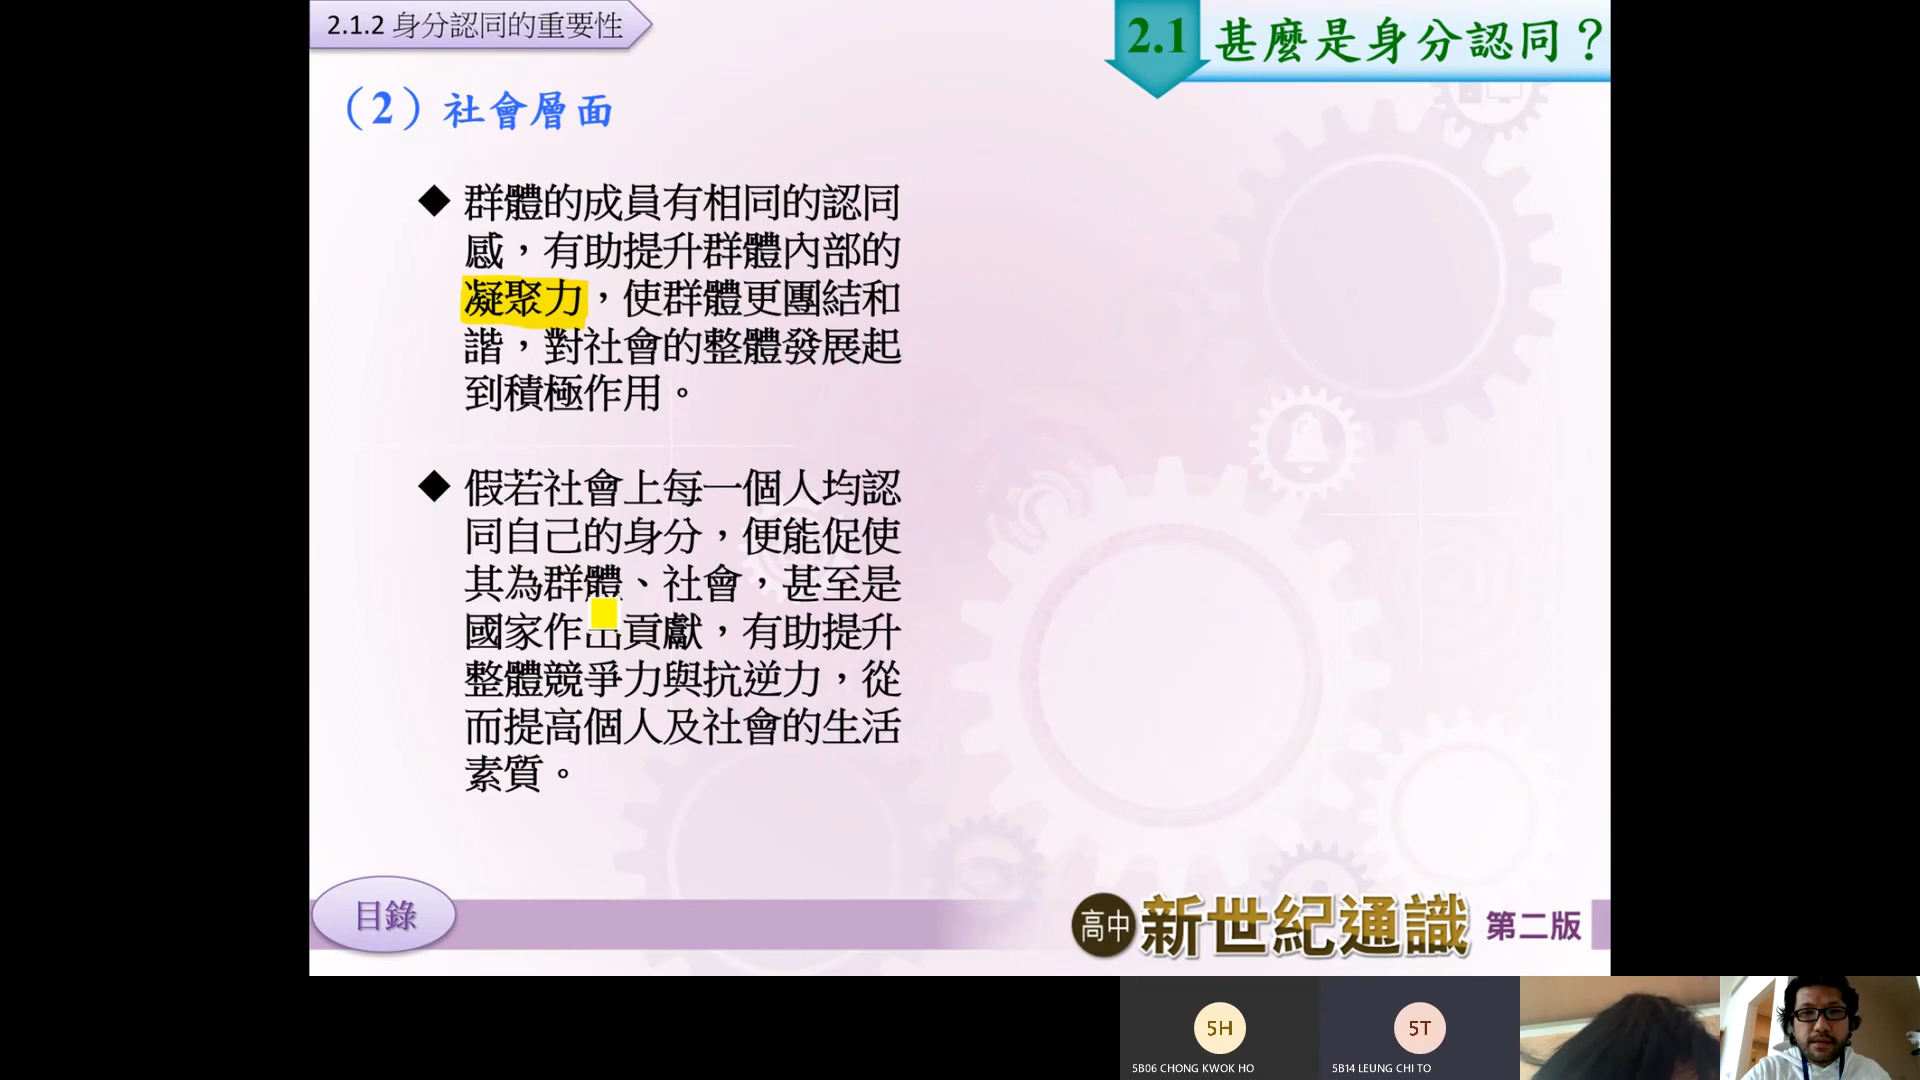 2.1.2 身分認同的重要性
2.1 甚麼是身分認同？
（2）社會層面
◆ 群體的成員有相同的認同
感，有助提升群體內部的
凝聚力，使群體更團結和
諧，對社會的整體發展起
到積極作用。
◆ 假若社會上每一個人均認
同自己的身分，便能促使
其為群體、社會，甚至是
國家作出貢獻，有助提升
整體競爭力與抗逆力，從
而提高個人及社會的生活
素質。
目錄
高中 新世紀通識 第二版
5H
5T
5B06 CHONG KWOK HO
5B14 LEUNG CHI TO